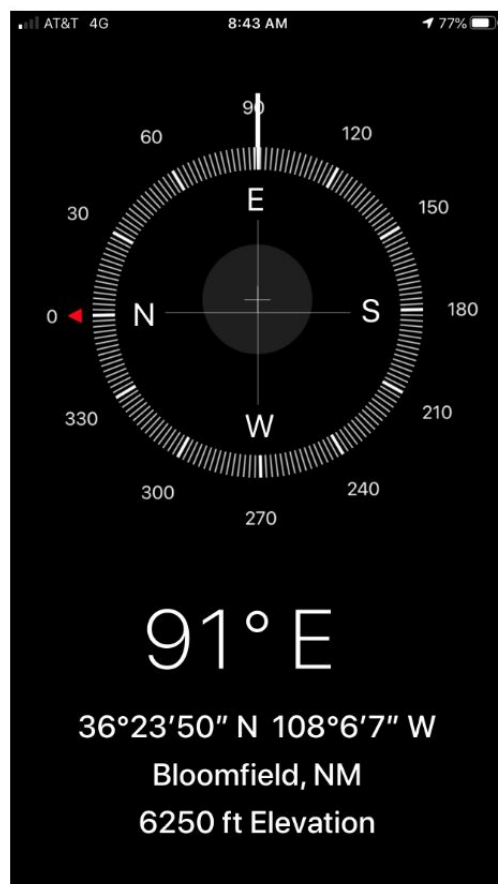 AT&T 4G 8:43 AM 77%
90
60 120
E
30 150
0 N S 180
W
330 210
300 240
270
91° E
36°23′50″ N 108°6′7″ W
Bloomfield, NM
6250 ft Elevation